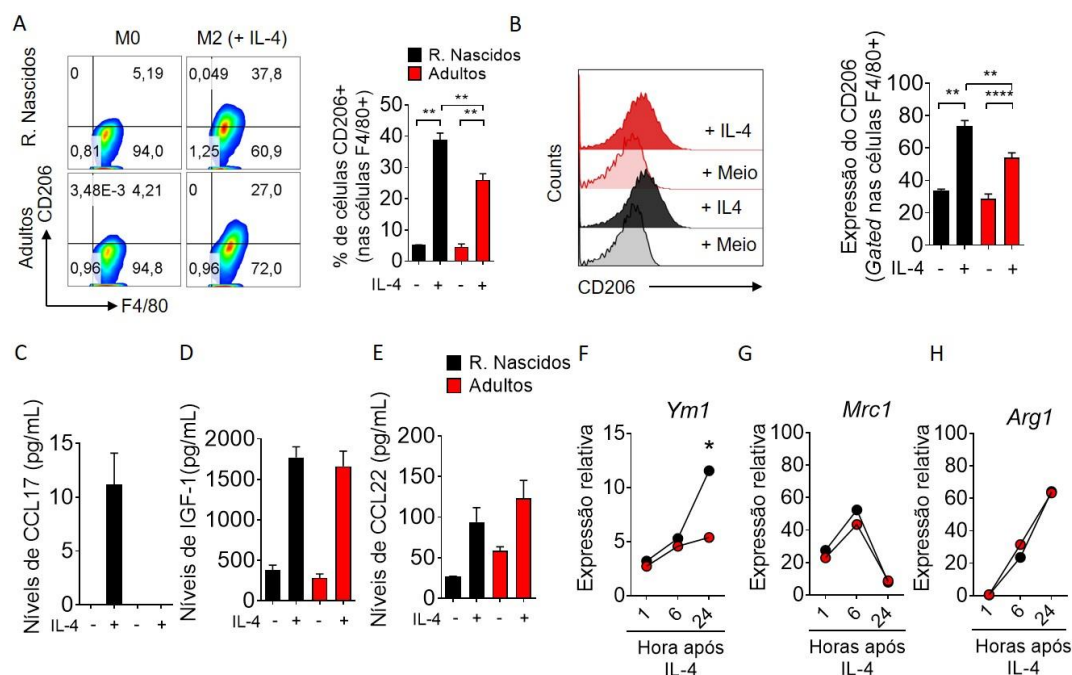 A
M0
M2 (+ IL-4)
R. Nascidos
Adultos
0
5,19
0,049
37,8
0,81
94,0
1,25
60,9
3,48E-3
4,21
0
27,0
0,96
94,8
0,96
72,0
CD206
F4/80
R. Nascidos
Adultos
% de células CD206+
(nas células F4/80+)
50
40
30
20
10
0
**
**
**
IL-4
- + - +
B
Counts
+ IL-4
+ Meio
+ IL4
+ Meio
CD206
Expressão do CD206
(Gated nas células F4/80+)
100
80
60
40
20
0
**
**
****
IL-4
- + - +
C
Níveis de CCL17 (pg/mL)
15
10
5
0
IL-4
- + - +
D
Níveis de IGF-1(pg/mL)
2000
1500
1000
500
0
- + - +
E
R. Nascidos
Adultos
Níveis de CCL22 (pg/mL)
200
150
100
50
0
- + - +
F
Ym1
Expressão relativa
15
10
5
0
*
1 6 24
Hora após
IL-4
G
Mrc1
Expressão relativa
100
80
60
40
20
0
1 6 24
Horas após
IL-4
H
Arg1
Expressão relativa
100
80
60
40
20
0
1 6 24
Horas após
IL-4